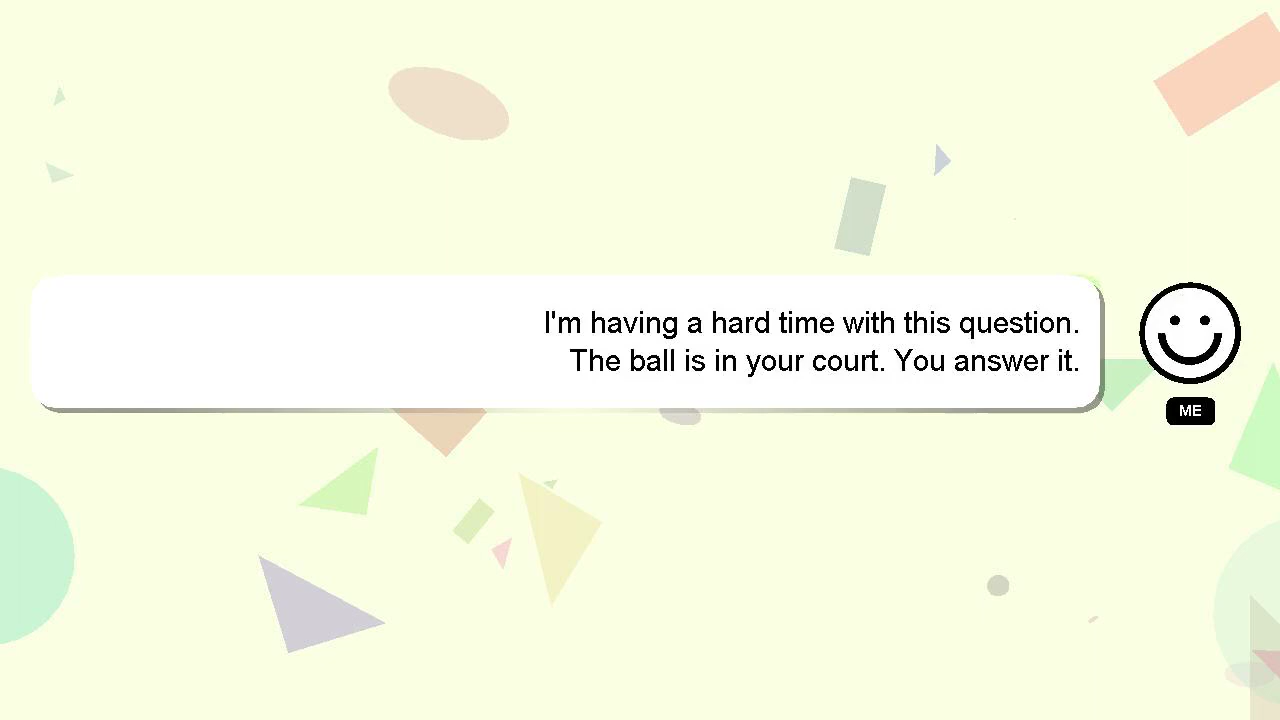 I'm having a hard time with this question.
The ball is in your court. You answer it.
ME